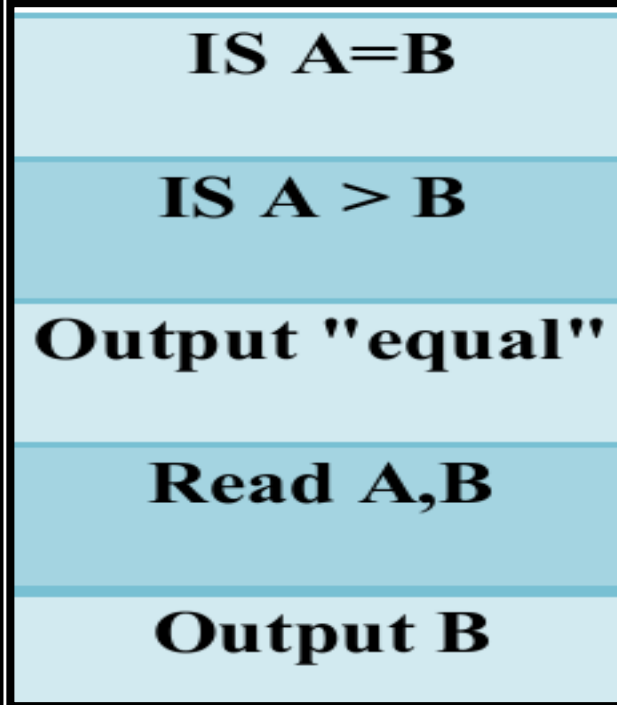 IS A=B
IS A > B
Output "equal"
Read A,B
Output B